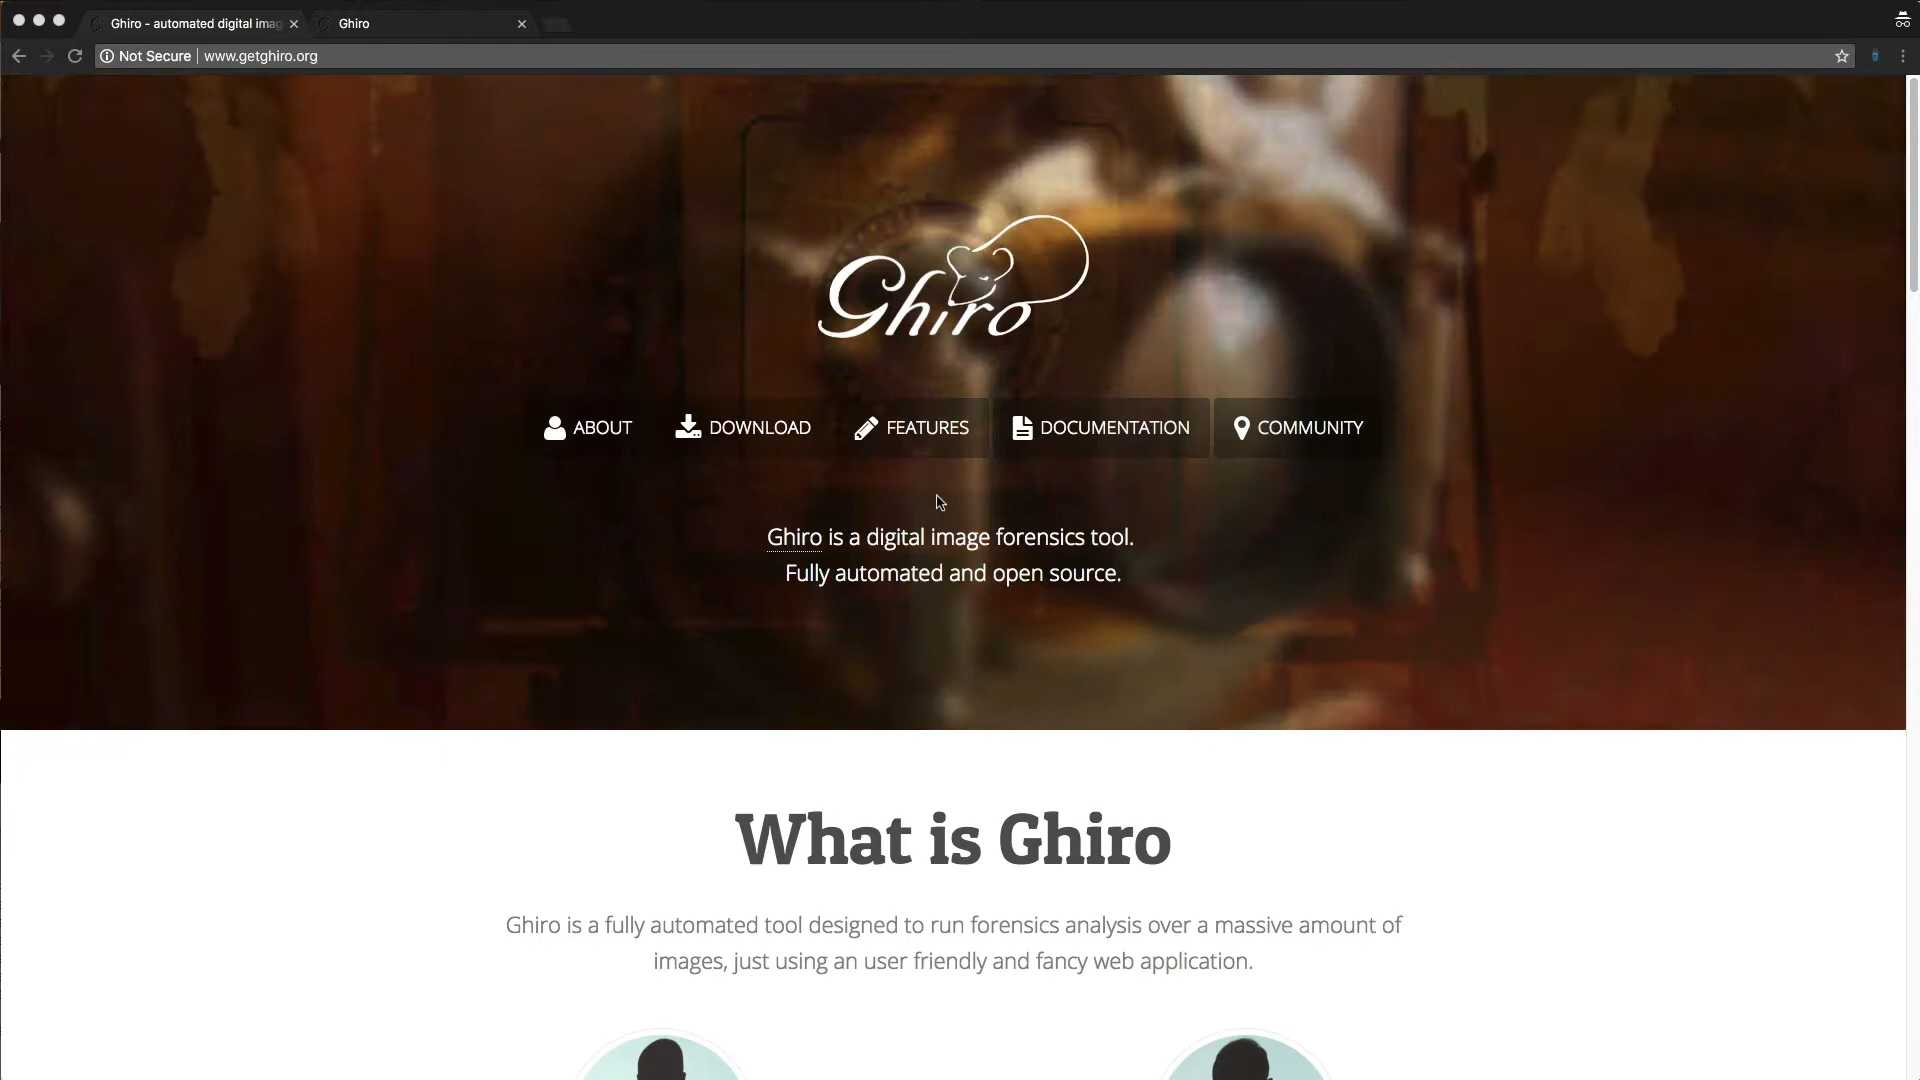 Ghiro - automated digital imag
Ghiro
Not Secure | www.getghiro.org
Ghiro
ABOUT
DOWNLOAD
FEATURES
DOCUMENTATION
COMMUNITY
Ghiro is a digital image forensics tool.
Fully automated and open source.
What is Ghiro
Ghiro is a fully automated tool designed to run forensics analysis over a massive amount of
images, just using an user friendly and fancy web application.